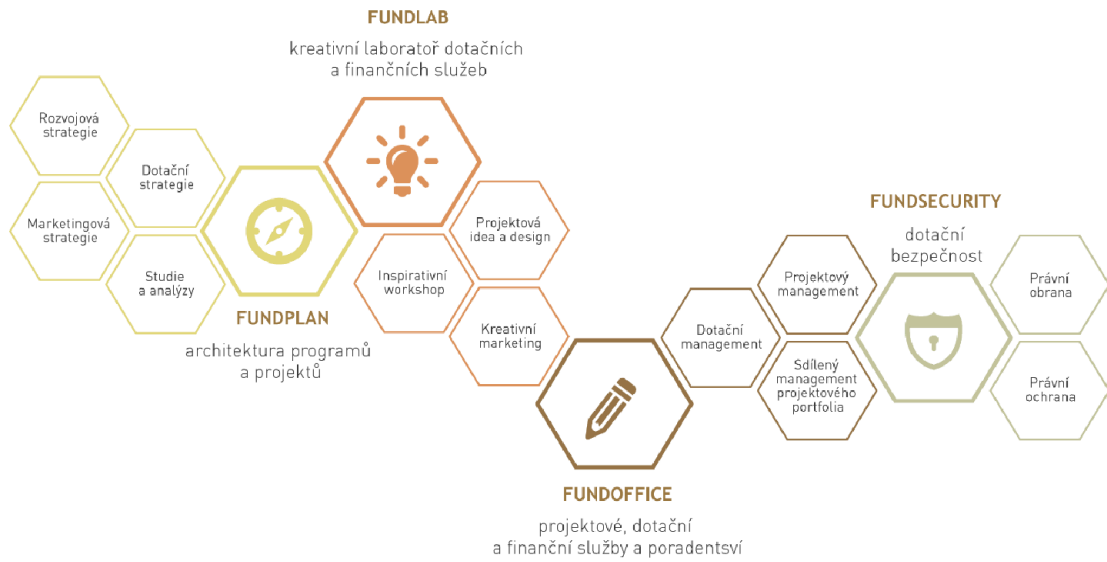 FUNDLAB
kreativní laboratoř dotačních
a finančních služeb
Rozvojová
strategie
Dotační
strategie
Marketingová
strategie
Studie
a analýzy
FUNDPLAN
architektura programů
a projektů
Projektová
idea a design
Inspirativní
workshop
Kreativní
marketing
FUNDOFFICE
projektové, dotační
a finanční služby a poradentsví
Dotační
management
Projektový
management
Sdílený
management
projektového
portfolia
FUNDSECURITY
dotační
bezpečnost
Právní
obrana
Právní
ochrana